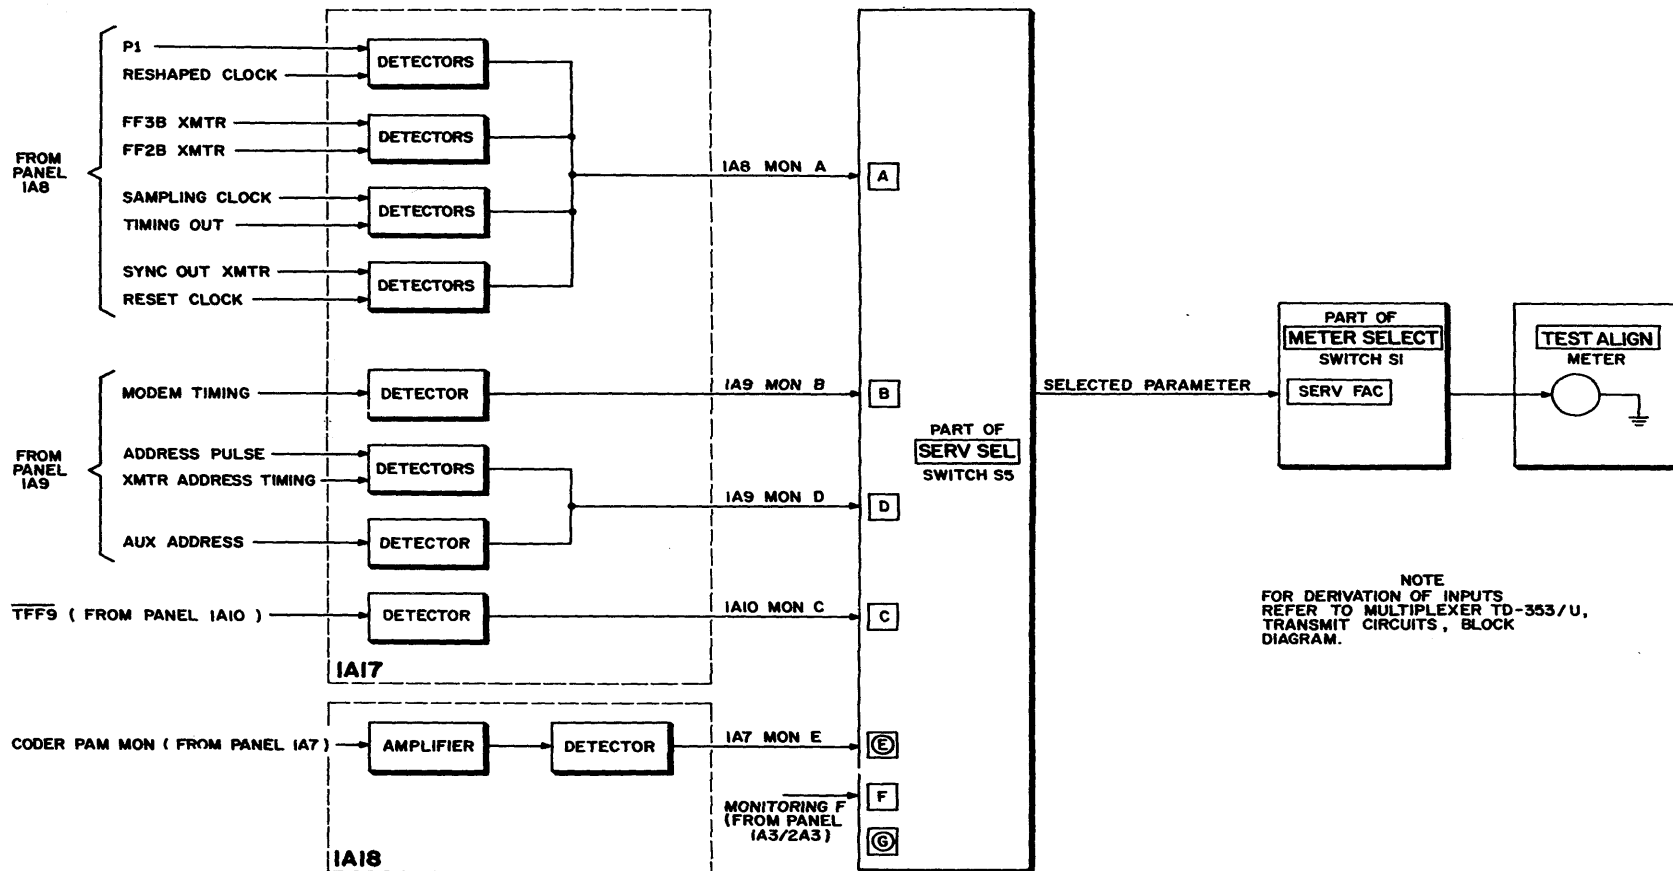 P1
RESHAPED CLOCK
DETECTORS
FF3B XMTR
FF2B XMTR
DETECTORS
FROM
PANEL
1A8
1A8 MON A
A
SAMPLING CLOCK
TIMING OUT
DETECTORS
SYNC OUT XMTR
RESET CLOCK
DETECTORS
MODEM TIMING
DETECTOR
1A9 MON B
B
FROM
PANEL
1A9
ADDRESS PULSE
XMTR ADDRESS TIMING
DETECTORS
1A9 MON D
D
AUX ADDRESS
DETECTOR
TFF9 (FROM PANEL 1A10)
DETECTOR
1A10 MON C
C
1A17
CODER PAM MON (FROM PANEL 1A7)
AMPLIFIER
DETECTOR
1A7 MON E
E
MONITORING F
(FROM PANEL
1A3/2A3)
F
G
1A18
PART OF
SERV SEL
SWITCH S5
SELECTED PARAMETER
PART OF
METER SELECT
SWITCH S1
SERV FAC
TEST ALIGN
METER
NOTE
FOR DERIVATION OF INPUTS
REFER TO MULTIPLEXER TD-353/U,
TRANSMIT CIRCUITS, BLOCK
DIAGRAM.